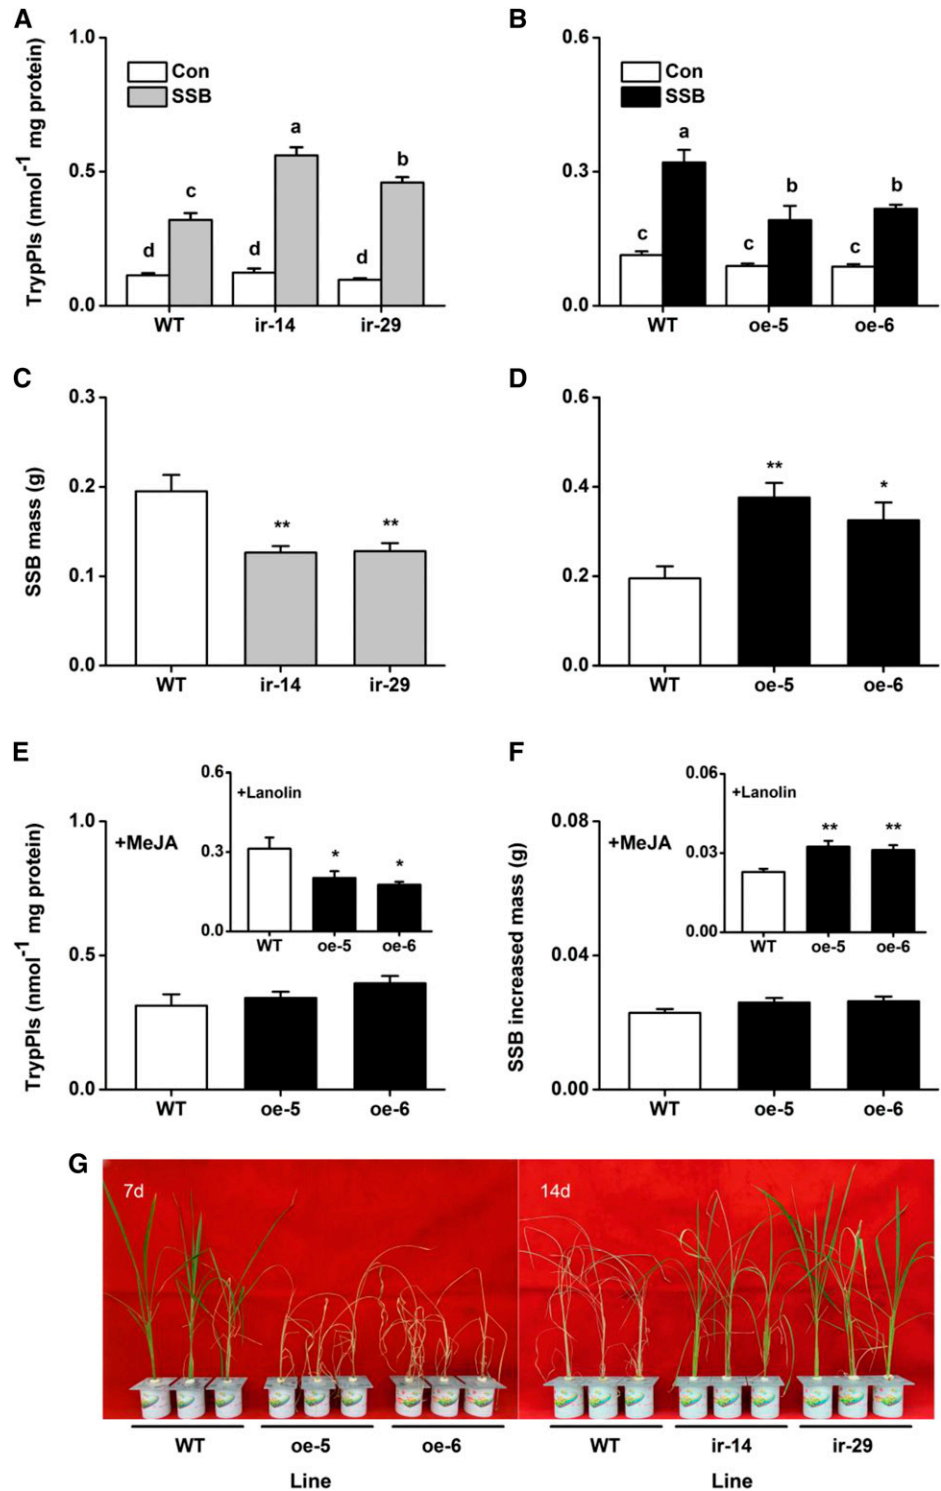 A
TrypPIs (nmol⁻¹ mg protein)
1.0
0.5
0.0
Con
SSB
d
c
d
a
d
b
WT ir-14 ir-29
B
0.6
0.3
0.0
Con
SSB
c
a
c
b
c
b
WT oe-5 oe-6
C
SSB mass (g)
0.3
0.2
0.1
0.0
**
**
WT ir-14 ir-29
D
0.6
0.4
0.2
0.0
**
*
WT oe-5 oe-6
E
TrypPIs (nmol⁻¹ mg protein)
1.0
0.5
0.0
+MeJA
0.6
0.3
0.0
+Lanolin
*
*
WT oe-5 oe-6
WT oe-5 oe-6
F
SSB increased mass (g)
0.08
0.04
0.00
+MeJA
0.06
0.03
0.00
+Lanolin
**
**
WT oe-5 oe-6
WT oe-5 oe-6
G
7d
14d
WT oe-5 oe-6
Line
WT ir-14 ir-29
Line